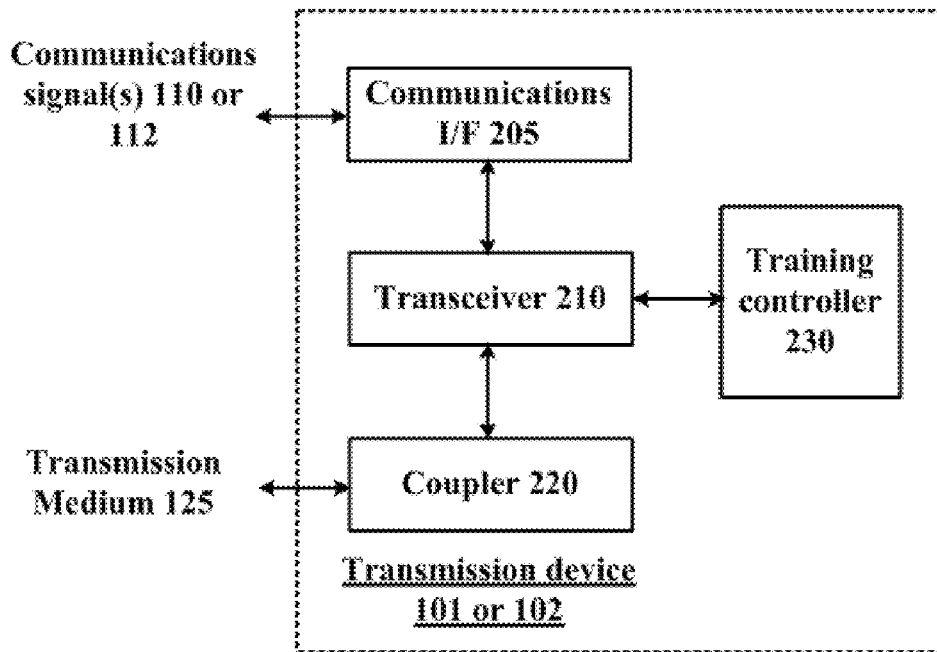 Communications
signal(s) 110 or
112
Communications
I/F 205
Transceiver 210
Training
controller
230
Transmission
Medium 125
Coupler 220
Transmission device
101 or 102